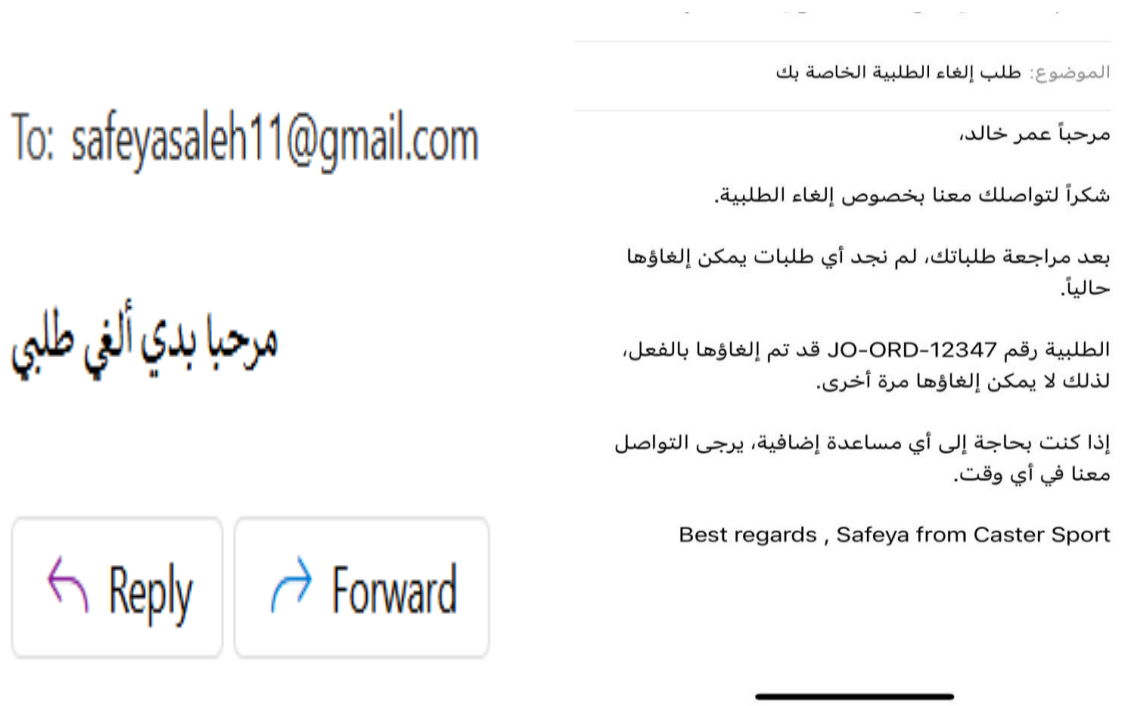 To: safeyasaleh11@gmail.com
مرحبا بدي ألغي طلبي
Reply
Forward
الموضوع: طلب إلغاء الطلبية الخاصة بك
مرحباً عمر خالد،
شكراً لتواصلك معنا بخصوص إلغاء الطلبية.
بعد مراجعة طلباتك، لم نجد أي طلبات يمكن إلغاؤها
حالياً.
الطلبية رقم JO-ORD-12347 قد تم إلغاؤها بالفعل،
لذلك لا يمكن إلغاؤها مرة أخرى.
إذا كنت بحاجة إلى أي مساعدة إضافية، يرجى التواصل
معنا في أي وقت.
Best regards , Safeya from Caster Sport